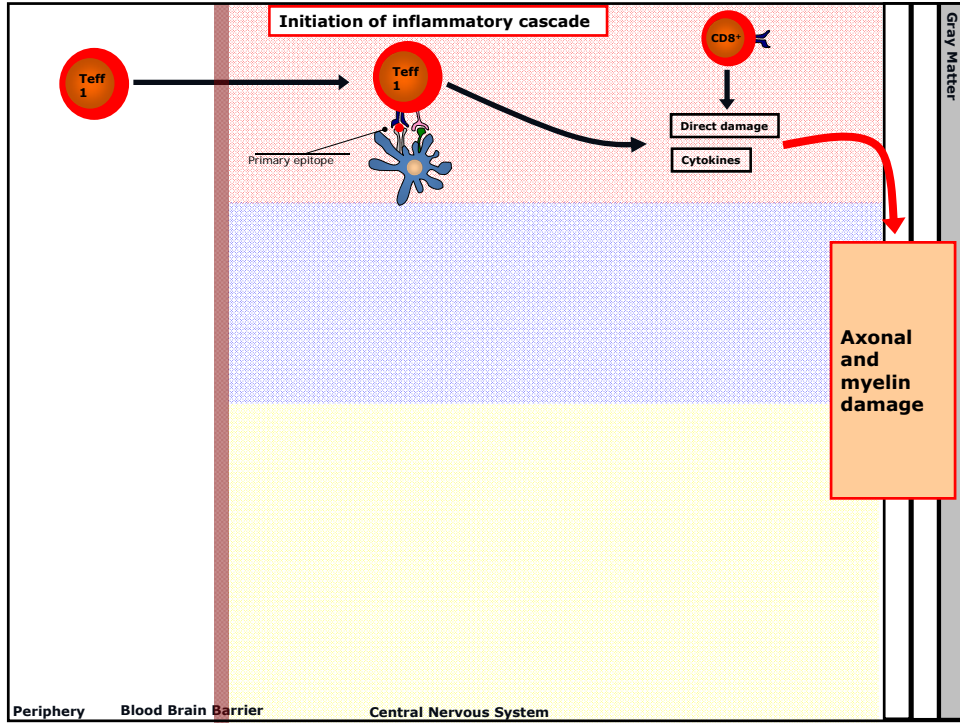 Initiation of inflammatory cascade
Gray Matter
Teff
1
Teff
1
CD8+
Primary epitope
Direct damage
Cytokines
Axonal
and
myelin
damage
Periphery
Blood Brain Barrier
Central Nervous System